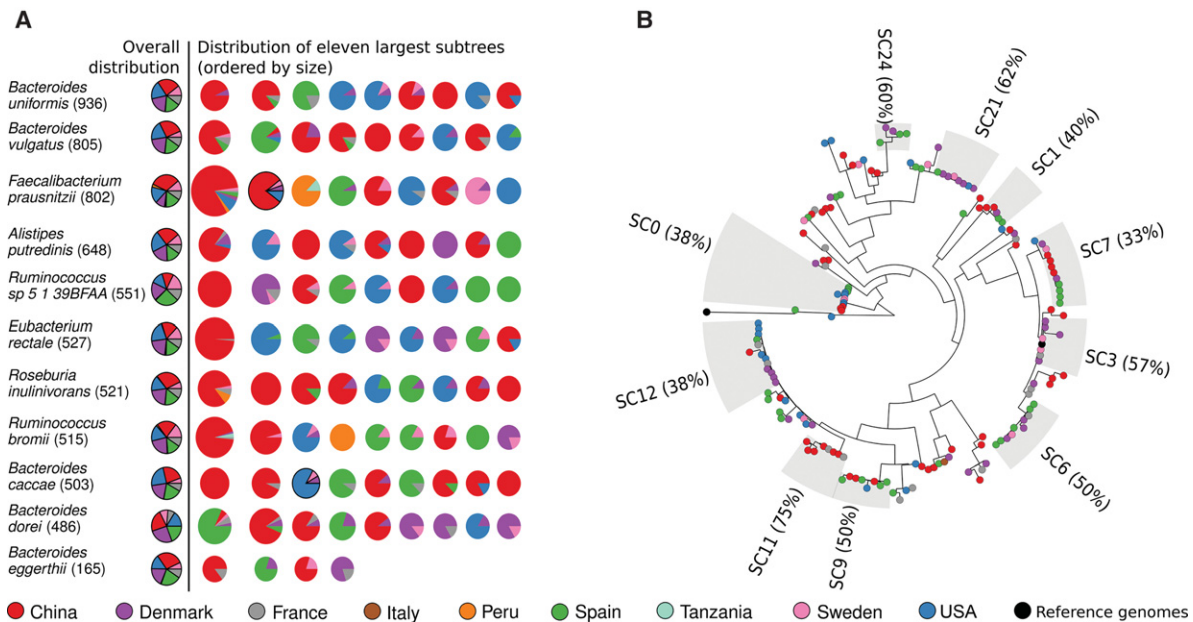 A
Overall
distribution
Distribution of eleven largest subtrees
(ordered by size)
Bacteroides
uniformis (936)
Bacteroides
vulgatus (805)
Faecalibacterium
prausnitzii (802)
Alistipes
putredinis (648)
Ruminococcus
sp 5 1 39BFAA (551)
Eubacterium
rectale (527)
Roseburia
inulinivorans (521)
Ruminococcus
bromii (515)
Bacteroides
caccae (503)
Bacteroides
dorei (486)
Bacteroides
eggerthii (165)
B
SC24 (60%)
SC21 (62%)
SC1 (40%)
SC7 (33%)
SC3 (57%)
SC6 (50%)
SC9 (50%)
SC11 (75%)
SC12 (38%)
SC0 (38%)
China
Denmark
France
Italy
Peru
Spain
Tanzania
Sweden
USA
Reference genomes